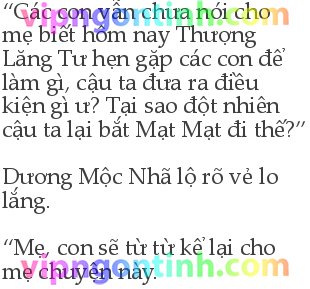 “Các con vẫn chưa nói cho
mẹ biết hôm nay Thượng
Lăng Tư hẹn gặp các con để
làm gì, cậu ta đưa ra điều
kiện gì ư? Tại sao đột nhiên
cậu ta lại bắt Mạt Mạt đi thế?”
Dương Mộc Nhã lộ rõ vẻ lo
lắng.
“Mẹ, con sẽ từ từ kể lại cho
mẹ chuyện này.
vipngontinh.com
vipngontinh.com